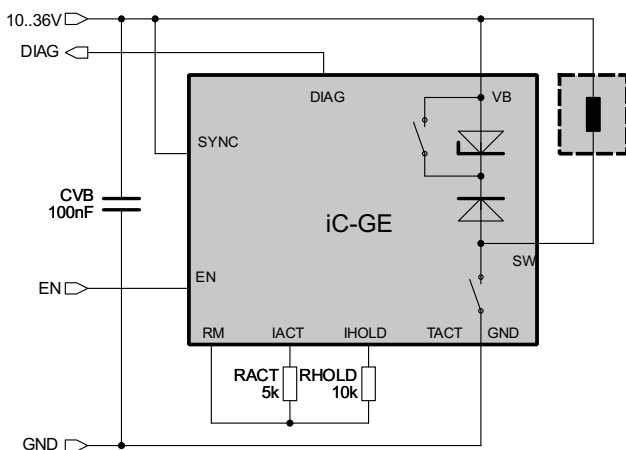 10..36V
DIAG
DIAG
VB
SYNC
CVB
100nF
iC-GE
SW
EN
EN
RM IACT IHOLD TACT GND
RACT RHOLD
5k 10k
GND